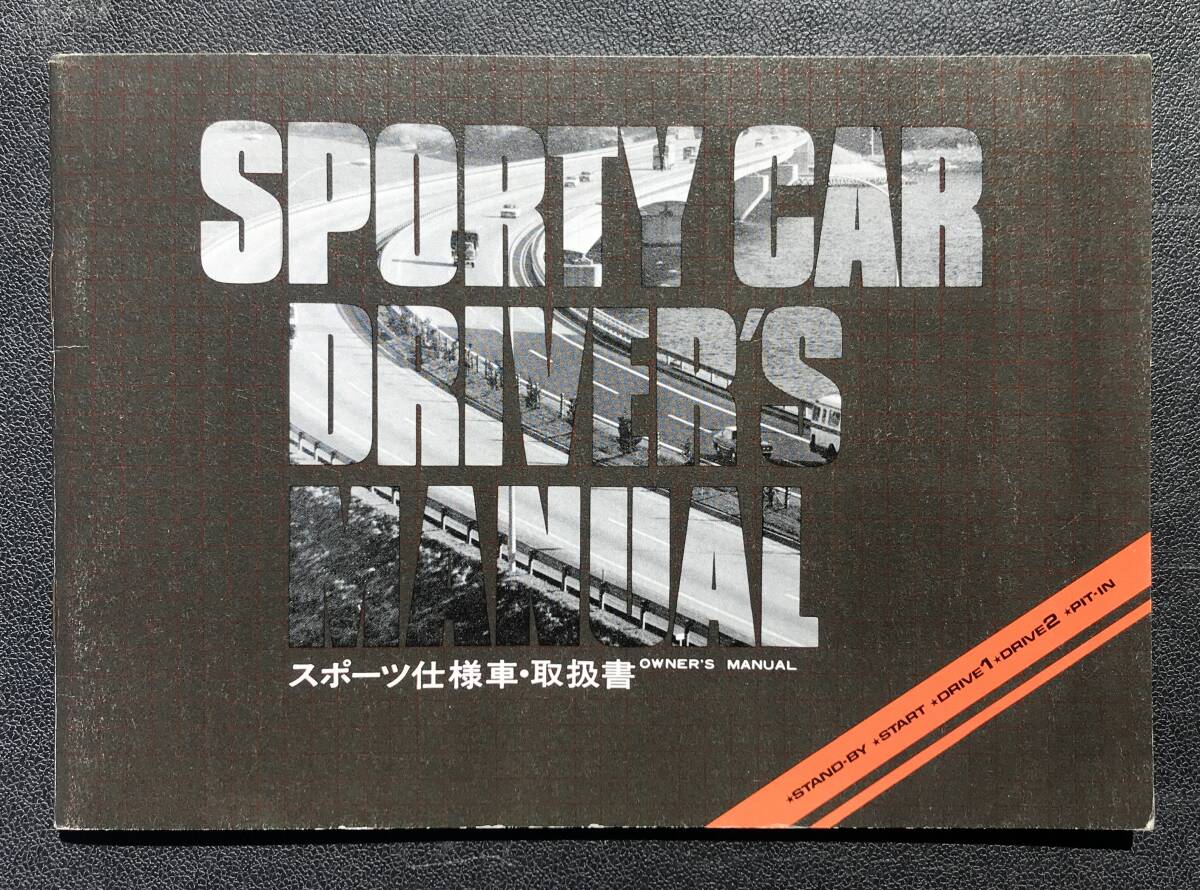 SPORTY CAR
DRIVER'S
MANUAL
スポーツ仕様車・取扱書 OWNER'S MANUAL
★STAND-BY ★START ★DRIVE1★DRIVE2 ★PIT-IN